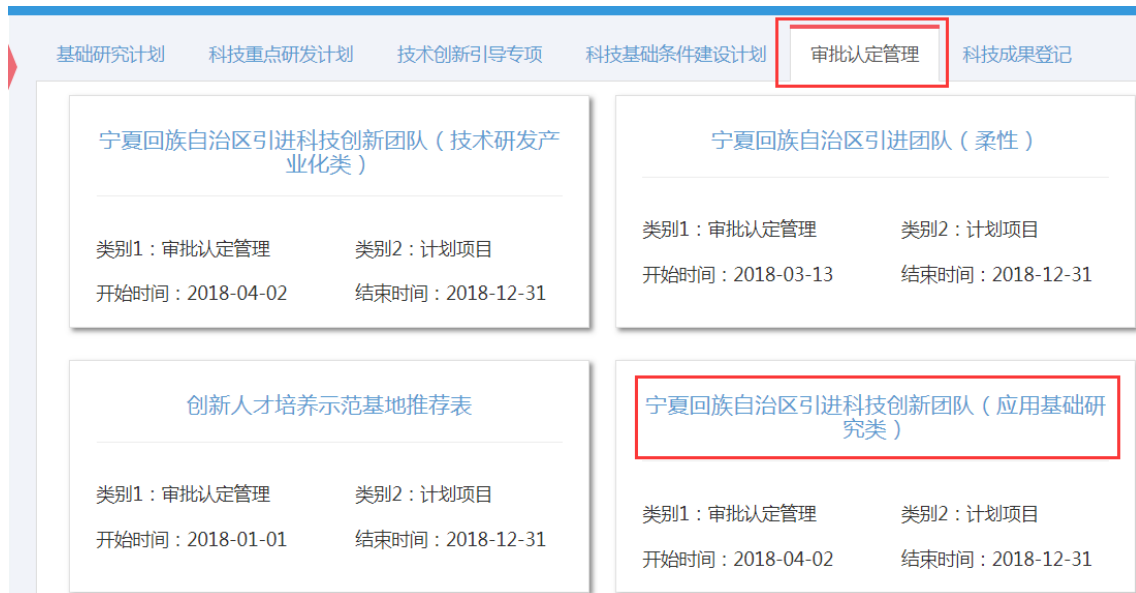 基础研究计划 科技重点研发计划 技术创新引导专项 科技基础条件建设计划 审批认定管理 科技成果登记
宁夏回族自治区引进科技创新团队（技术研发产
业化类）
类别1：审批认定管理 类别2：计划项目
开始时间：2018-04-02 结束时间：2018-12-31
宁夏回族自治区引进团队（柔性）
类别1：审批认定管理 类别2：计划项目
开始时间：2018-03-13 结束时间：2018-12-31
创新人才培养示范基地推荐表
类别1：审批认定管理 类别2：计划项目
开始时间：2018-01-01 结束时间：2018-12-31
宁夏回族自治区引进科技创新团队（应用基础研
究类）
类别1：审批认定管理 类别2：计划项目
开始时间：2018-04-02 结束时间：2018-12-31